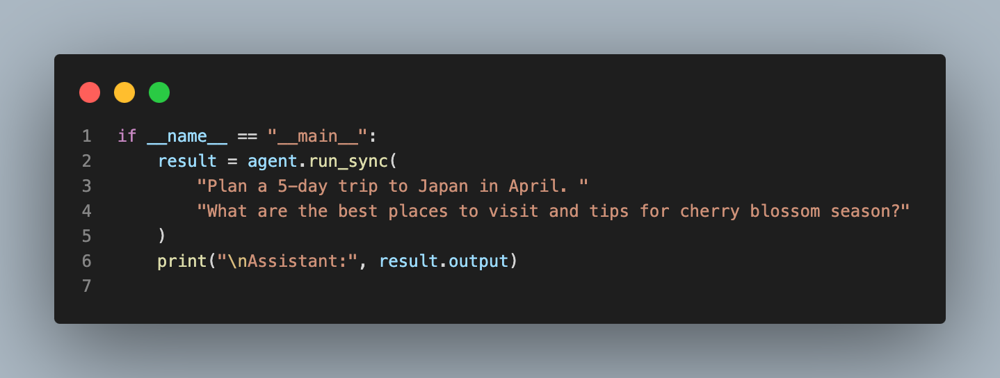 1 if __name__ == "__main__":
2     result = agent.run_sync(
3         "Plan a 5-day trip to Japan in April. "
4         "What are the best places to visit and tips for cherry blossom season?"
5     )
6     print("\nAssistant:", result.output)
7